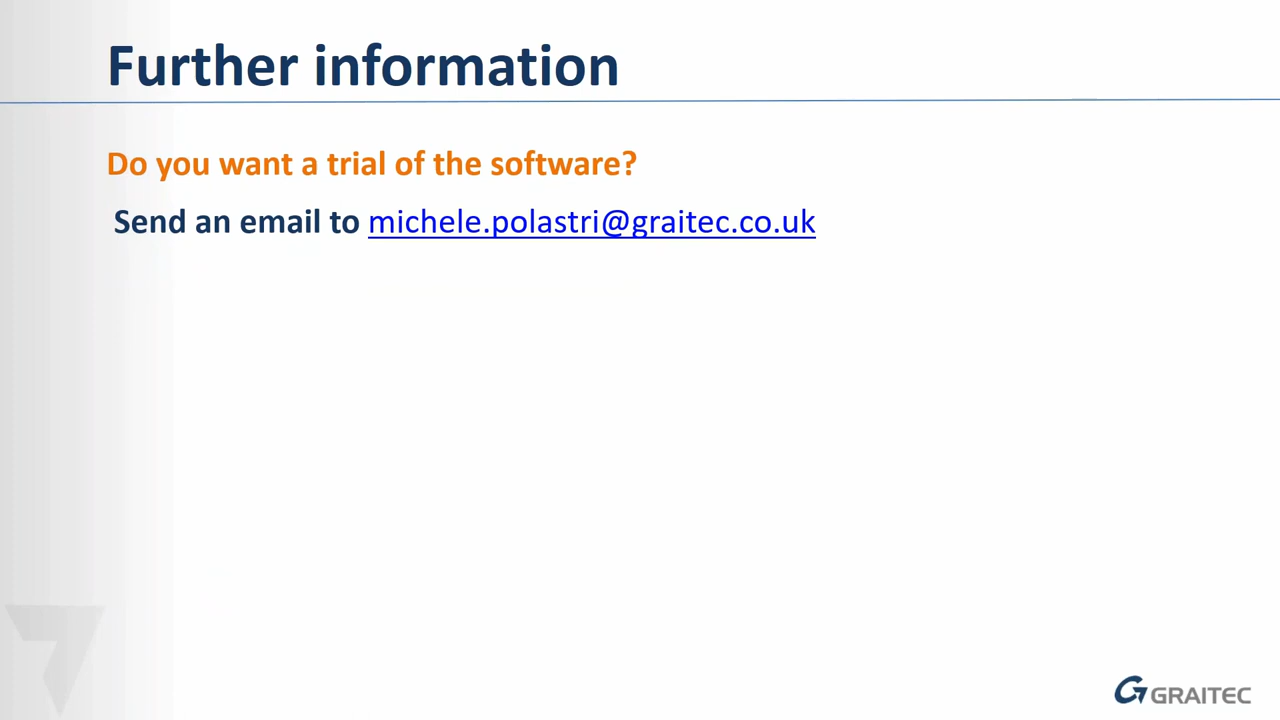 Further information
Do you want a trial of the software?
Send an email to michele.polastri@graitec.co.uk
GRAITEC